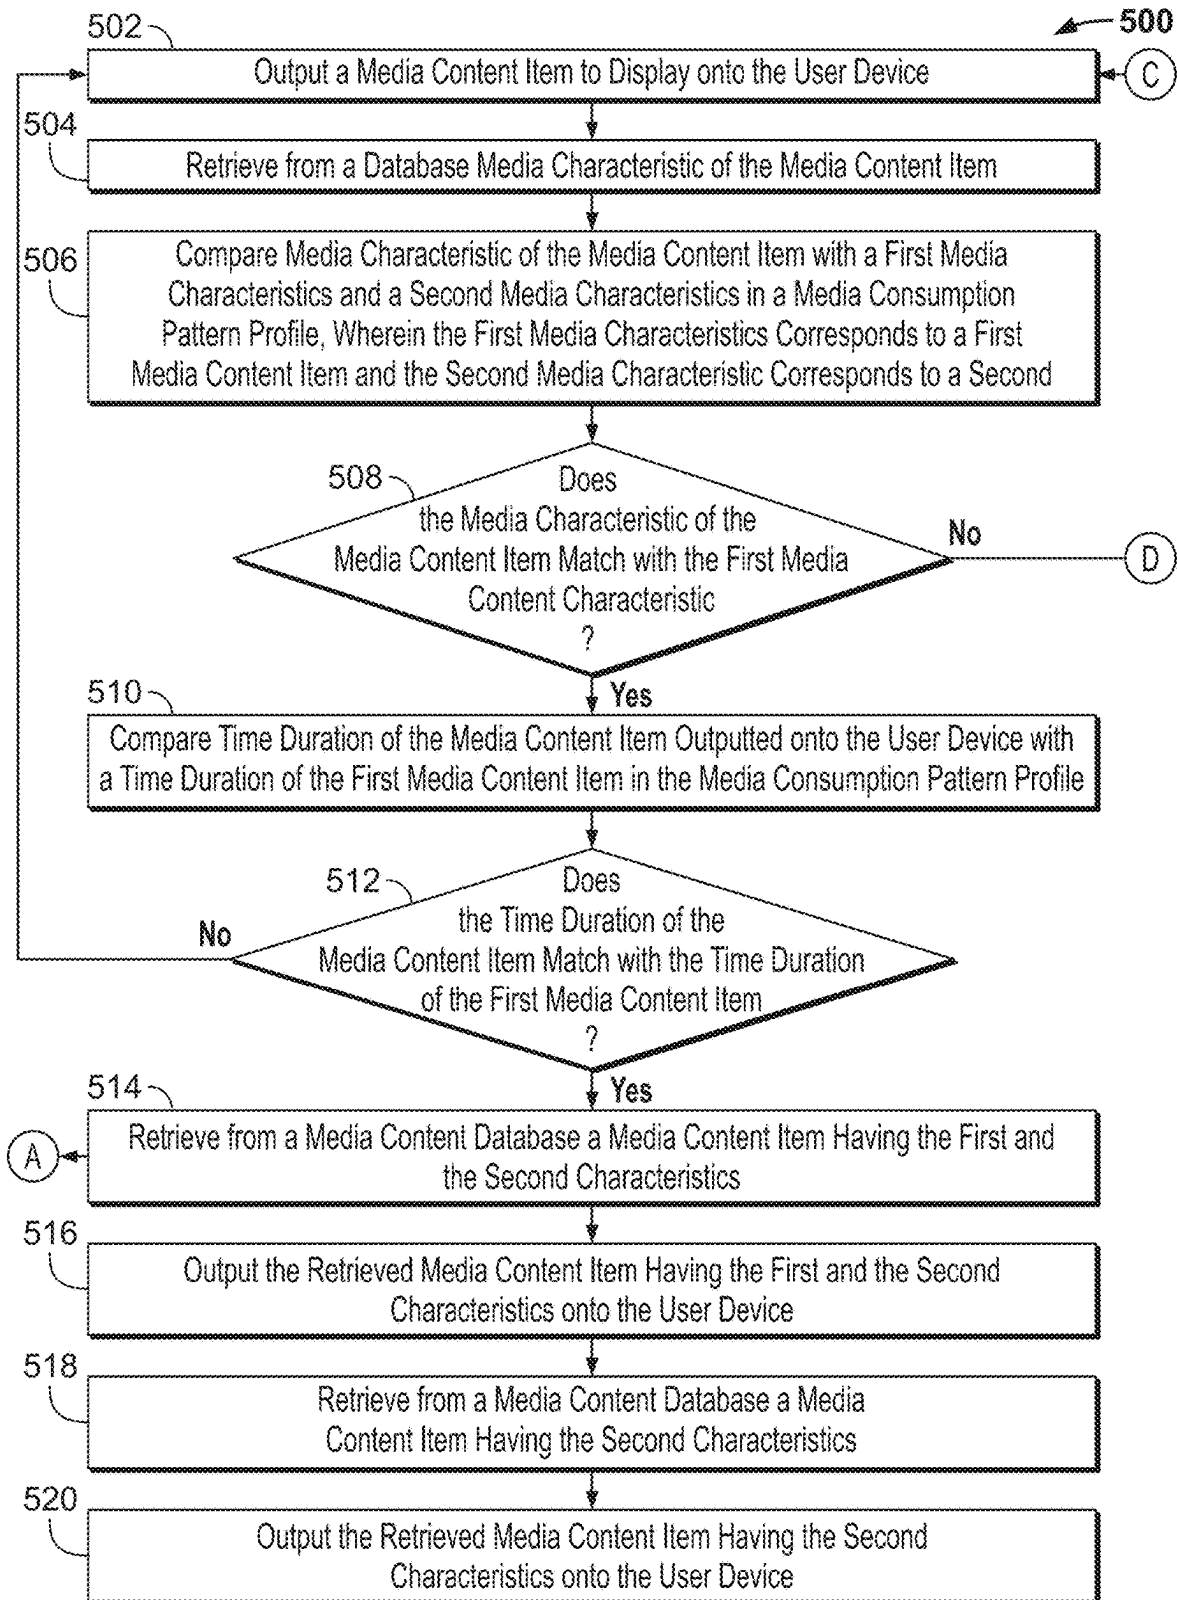 500
502
Output a Media Content Item to Display onto the User Device
C
504
Retrieve from a Database Media Characteristic of the Media Content Item
506
Compare Media Characteristic of the Media Content Item with a First Media
Characteristics and a Second Media Characteristics in a Media Consumption
Pattern Profile, Wherein the First Media Characteristics Corresponds to a First
Media Content Item and the Second Media Characteristic Corresponds to a Second
508
Does
the Media Characteristic of the
Media Content Item Match with the First Media
Content Characteristic
?
No
D
Yes
510
Compare Time Duration of the Media Content Item Outputted onto the User Device with
a Time Duration of the First Media Content Item in the Media Consumption Pattern Profile
512
Does
the Time Duration of the
Media Content Item Match with the Time Duration
of the First Media Content Item
?
No
Yes
514
Retrieve from a Media Content Database a Media Content Item Having the First and
the Second Characteristics
A
516
Output the Retrieved Media Content Item Having the First and the Second
Characteristics onto the User Device
518
Retrieve from a Media Content Database a Media
Content Item Having the Second Characteristics
520
Output the Retrieved Media Content Item Having the Second
Characteristics onto the User Device